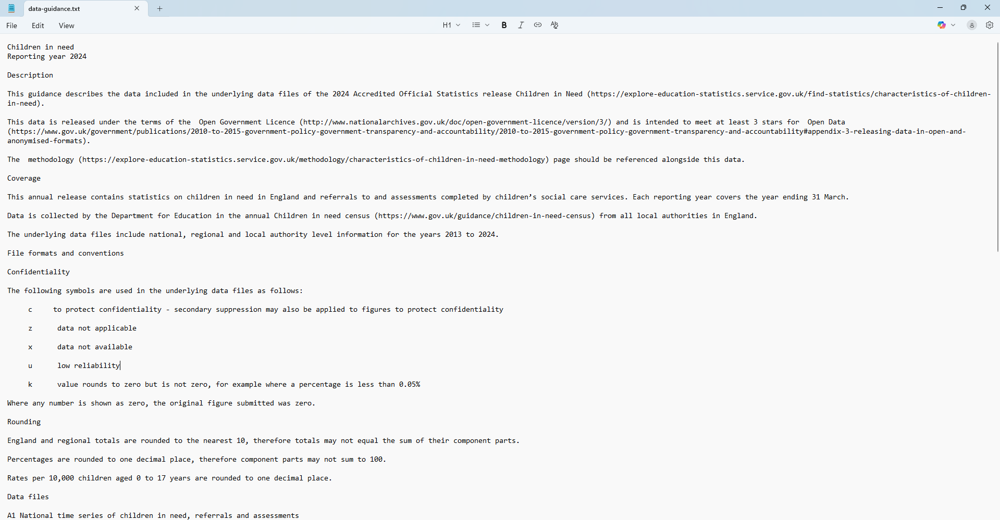 data-guidance.txt
File Edit View H1 B I
Children in need
Reporting year 2024
Description
This guidance describes the data included in the underlying data files of the 2024 Accredited Official Statistics release Children in Need (https://explore-education-statistics.service.gov.uk/find-statistics/characteristics-of-children-
in-need).
This data is released under the terms of the  Open Government Licence (http://www.nationalarchives.gov.uk/doc/open-government-licence/version/3/) and is intended to meet at least 3 stars for  Open Data
(https://www.gov.uk/government/publications/2010-to-2015-government-policy-government-transparency-and-accountability/2010-to-2015-government-policy-government-transparency-and-accountability#appendix-3-releasing-data-in-open-and-
anonymised-formats).
The  methodology (https://explore-education-statistics.service.gov.uk/methodology/characteristics-of-children-in-need-methodology) page should be referenced alongside this data.
Coverage
This annual release contains statistics on children in need in England and referrals to and assessments completed by children’s social care services. Each reporting year covers the year ending 31 March.
Data is collected by the Department for Education in the annual Children in need census (https://www.gov.uk/guidance/children-in-need-census) from all local authorities in England.
The underlying data files include national, regional and local authority level information for the years 2013 to 2024.
File formats and conventions
Confidentiality
The following symbols are used in the underlying data files as follows:
c to protect confidentiality - secondary suppression may also be applied to figures to protect confidentiality
z data not applicable
x data not available
u low reliability
k value rounds to zero but is not zero, for example where a percentage is less than 0.05%
Where any number is shown as zero, the original figure submitted was zero.
Rounding
England and regional totals are rounded to the nearest 10, therefore totals may not equal the sum of their component parts.
Percentages are rounded to one decimal place, therefore component parts may not sum to 100.
Rates per 10,000 children aged 0 to 17 years are rounded to one decimal place.
Data files
A1 National time series of children in need, referrals and assessments